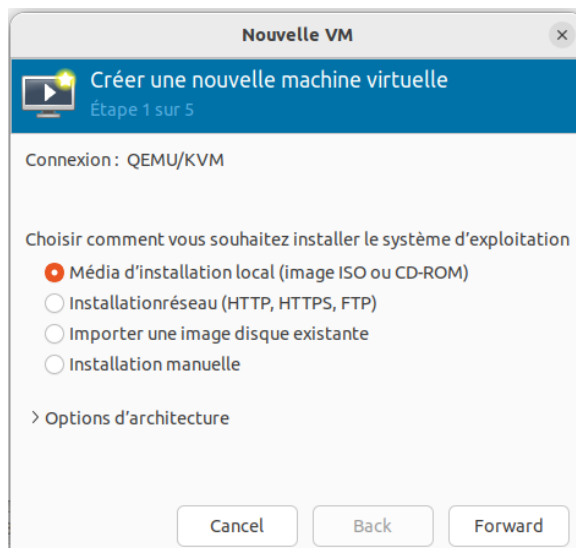 Nouvelle VM
Créer une nouvelle machine virtuelle
Étape 1 sur 5
Connexion : QEMU/KVM
Choisir comment vous souhaitez installer le système d'exploitation
Média d'installation local (image ISO ou CD-ROM)
Installationréseau (HTTP, HTTPS, FTP)
Importer une image disque existante
Installation manuelle
Options d'architecture
Cancel Back Forward